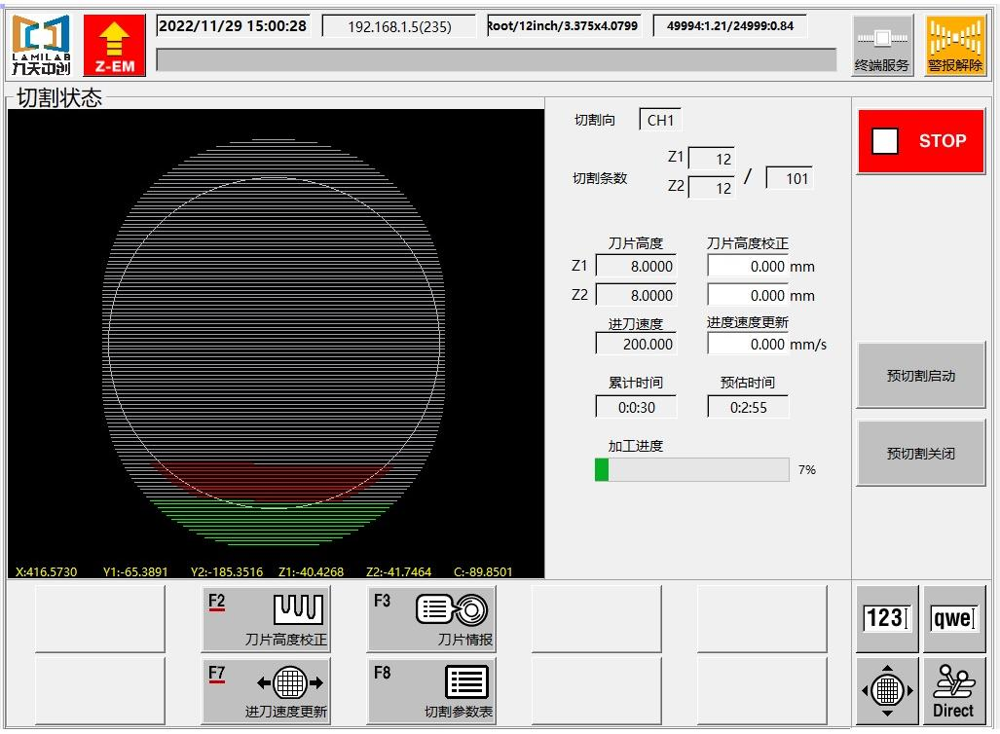 LAMILAB
九天中创
Z-EM
2022/11/29 15:00:28
192.168.1.5(235)
Root/12inch/3.375x4.0799
49994:1.21/24999:0.84
终端服务
警报解除
切割状态
切割向 CH1
切割条数 Z1 12 / 101
Z2 12
STOP
刀片高度 刀片高度校正
Z1 8.0000 0.000 mm
Z2 8.0000 0.000 mm
进刀速度 进度速度更新
200.000 0.000 mm/s
累计时间 预估时间
0:0:30 0:2:55
加工进度
7%
预切割启动
预切割关闭
X:416.5730 Y1:-65.3891 Y2:-185.3516 Z1:-40.4268 Z2:-41.7464 C:-89.8501
F2
刀片高度校正
F3
刀片情报
123
qwe
F7
进刀速度更新
F8
切割参数表
Direct